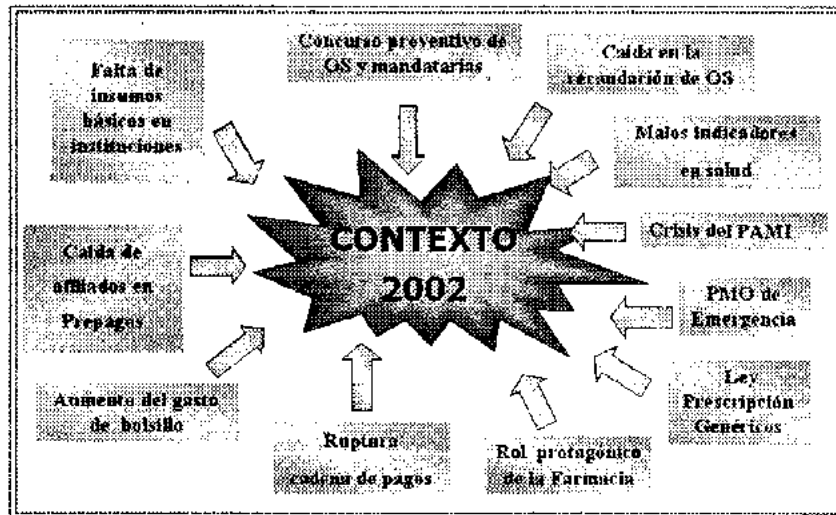 Concurso preventivo de
OS y mandatarias
Caída en la
recaudación de OS
Falta de
insumos
básicos en
instituciones
Malos indicadores
en salud
CONTEXTO
2002
Crisis del PAMI
Caída de
afiliados en
Prepagos
PMO de
Emergencia
Aumento del gasto
de bolsillo
Ley
Prescripción
Genéricos
Ruptura
cadena de pagos
Rol protagónico
de la Farmacia